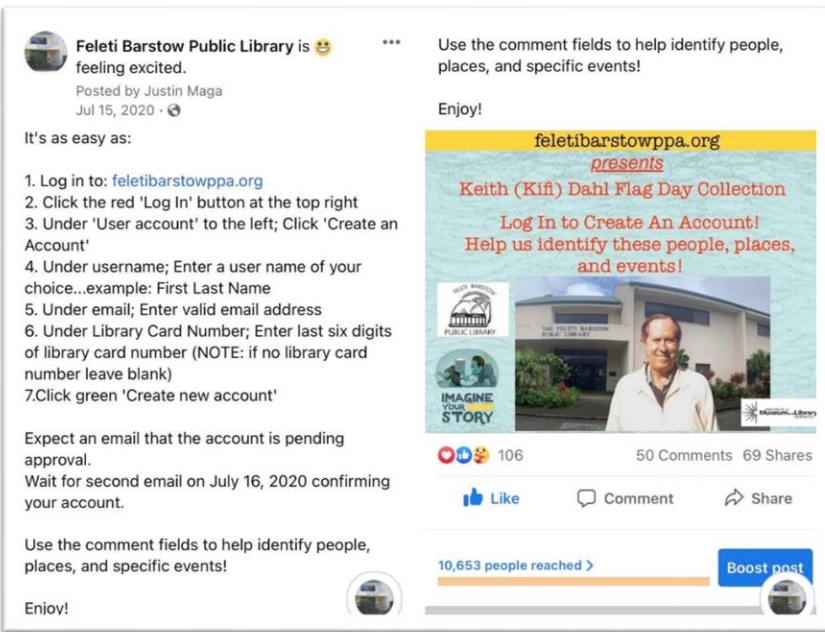 Feleti Barstow Public Library is 😃
feeling excited.
Posted by Justin Maga
Jul 15, 2020 ·
It's as easy as:
1. Log in to: feletibarstowppa.org
2. Click the red 'Log In' button at the top right
3. Under 'User account' to the left; Click 'Create an
Account'
4. Under username; Enter a user name of your
choice...example: First Last Name
5. Under email; Enter valid email address
6. Under Library Card Number; Enter last six digits
of library card number (NOTE: if no library card
number leave blank)
7.Click green 'Create new account'
Expect an email that the account is pending
approval.
Wait for second email on July 16, 2020 confirming
your account.
Use the comment fields to help identify people,
places, and specific events!
Enjoy!
Use the comment fields to help identify people,
places, and specific events!
Enjoy!
feletibarstowppa.org
presents
Keith (Kifi) Dahl Flag Day Collection
Log In to Create An Account!
Help us identify these people, places,
and events!
FELETI BARSTOW
PUBLIC LIBRARY
THE FELETI BARSTOW
PUBLIC LIBRARY
IMAGINE
YOUR
STORY
Museum Library
106
50 Comments 69 Shares
Like Comment Share
10,653 people reached >
Boost post